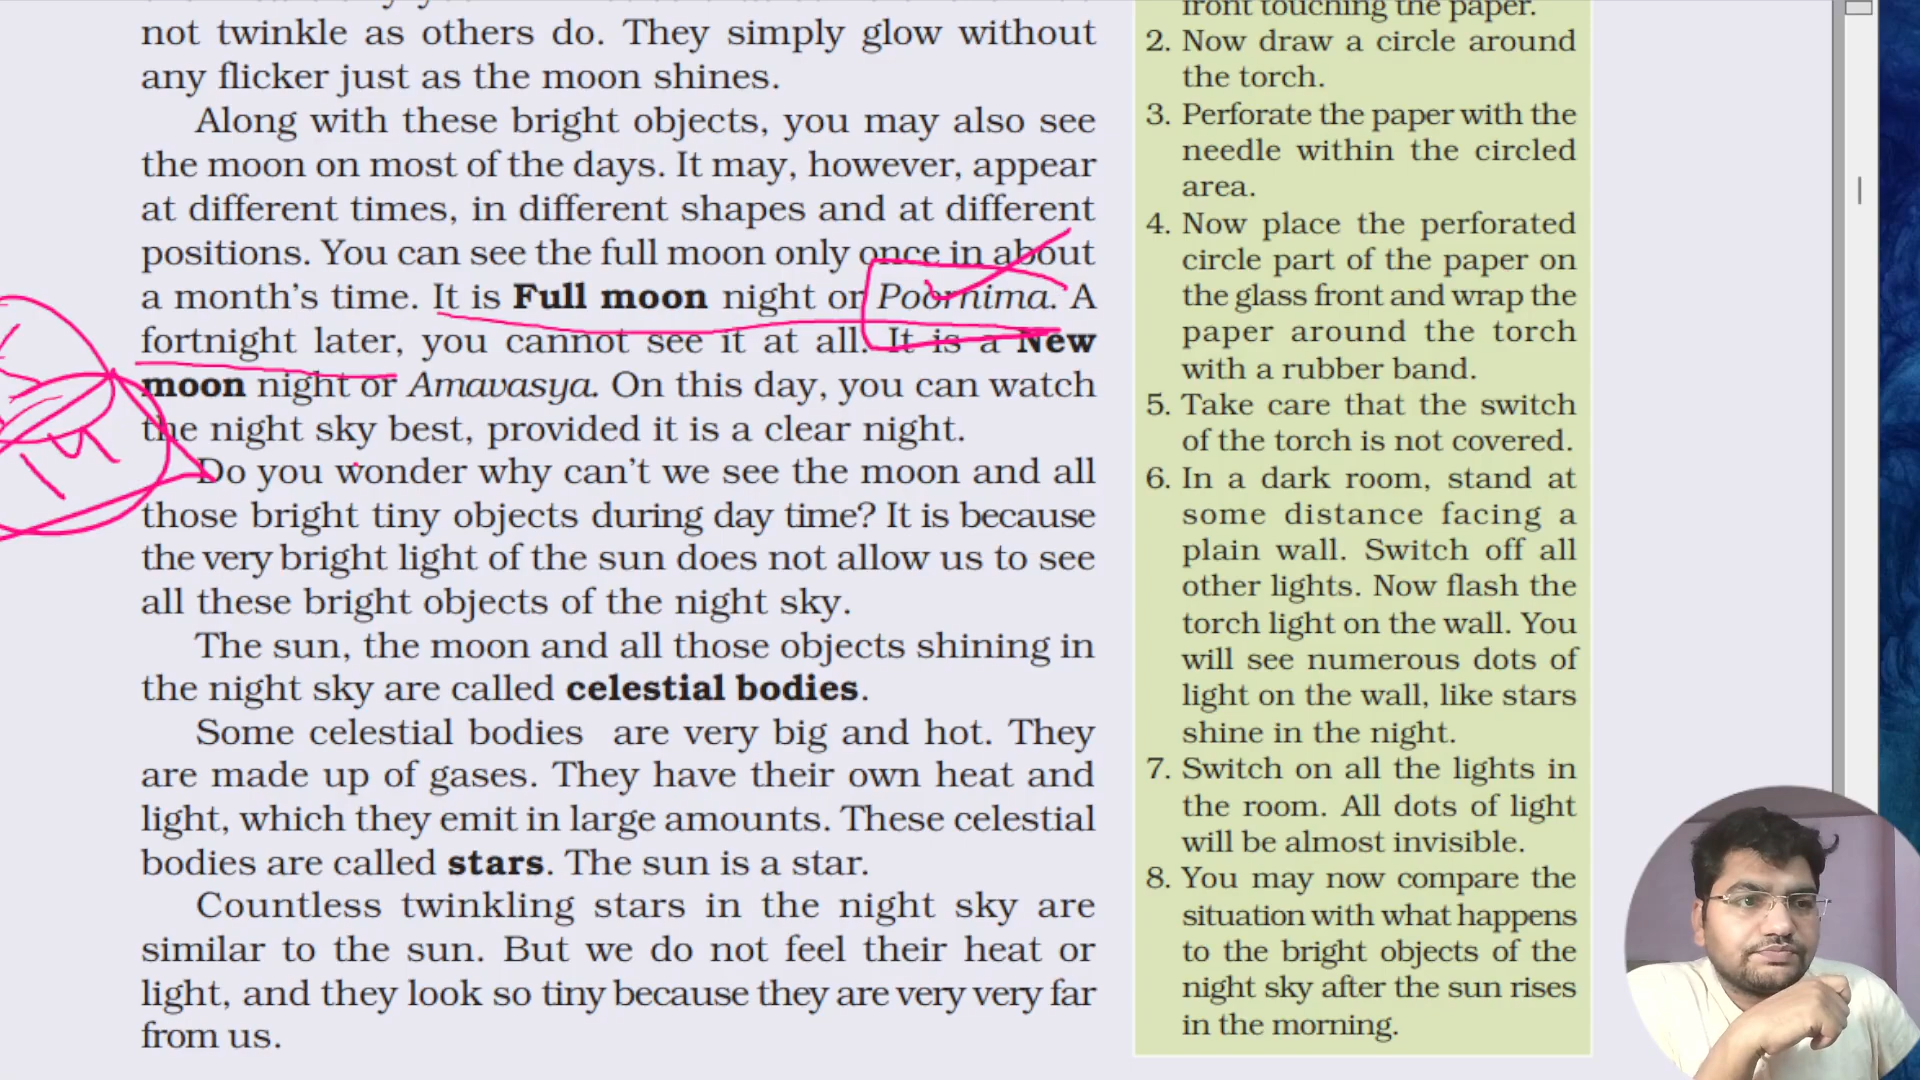 not twinkle as others do. They simply glow without
any flicker just as the moon shines.
Along with these bright objects, you may also see
the moon on most of the days. It may, however, appear
at different times, in different shapes and at different
positions. You can see the full moon only once in about
a month's time. It is Full moon night or Poornima. A
fortnight later, you cannot see it at all. It is a New
moon night or Amavasya. On this day, you can watch
the night sky best, provided it is a clear night.
Do you wonder why can't we see the moon and all
those bright tiny objects during day time? It is because
the very bright light of the sun does not allow us to see
all these bright objects of the night sky.
The sun, the moon and all those objects shining in
the night sky are called celestial bodies.
Some celestial bodies are very big and hot. They
are made up of gases. They have their own heat and
light, which they emit in large amounts. These celestial
bodies are called stars. The sun is a star.
Countless twinkling stars in the night sky are
similar to the sun. But we do not feel their heat or
light, and they look so tiny because they are very very far
from us.
front touching the paper.
2. Now draw a circle around
the torch.
3. Perforate the paper with the
needle within the circled
area.
4. Now place the perforated
circle part of the paper on
the glass front and wrap the
paper around the torch
with a rubber band.
5. Take care that the switch
of the torch is not covered.
6. In a dark room, stand at
some distance facing a
plain wall. Switch off all
other lights. Now flash the
torch light on the wall. You
will see numerous dots of
light on the wall, like stars
shine in the night.
7. Switch on all the lights in
the room. All dots of light
will be almost invisible.
8. You may now compare the
situation with what happens
to the bright objects of the
night sky after the sun rises
in the morning.